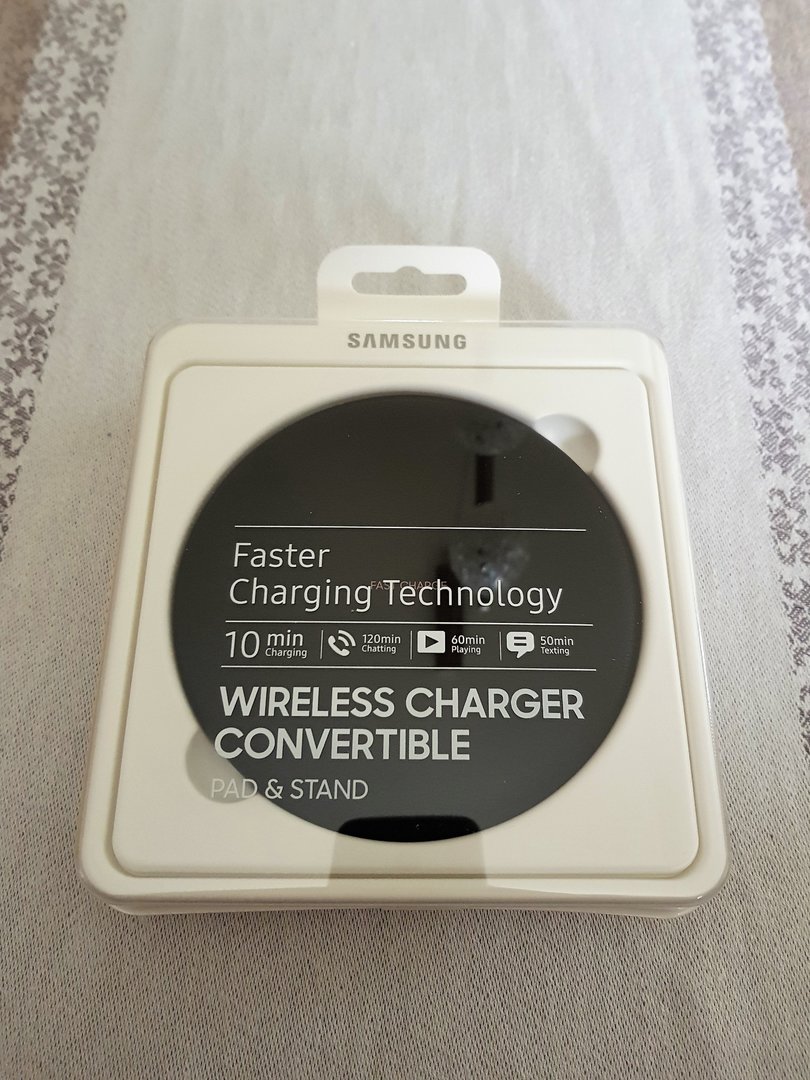 SAMSUNG
Faster
FAST CHARGE
Charging Technology
10 min Charging 120min Chatting 60min Playing 50min Texting
WIRELESS CHARGER
CONVERTIBLE
PAD & STAND